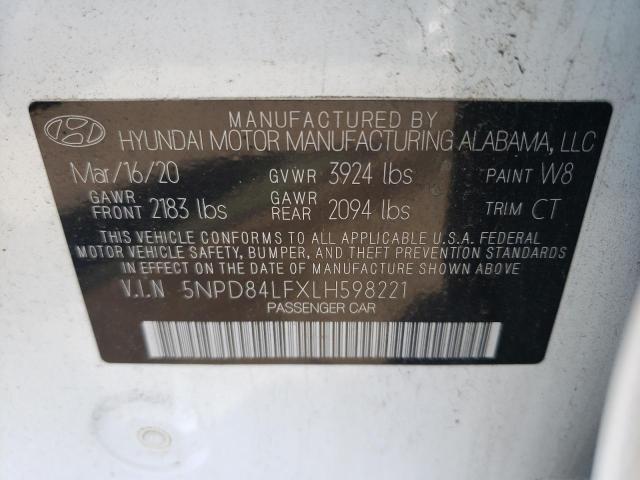 MANUFACTURED BY
HYUNDAI MOTOR MANUFACTURING ALABAMA, LLC
Mar/16/20 GVWR 3924 lbs PAINT W8
GAWR FRONT 2183 lbs GAWR REAR 2094 lbs TRIM CT
THIS VEHICLE CONFORMS TO ALL APPLICABLE U.S.A. FEDERAL
MOTOR VEHICLE SAFETY, BUMPER, AND THEFT PREVENTION STANDARDS
IN EFFECT ON THE DATE OF MANUFACTURE SHOWN ABOVE
V.I.N 5NPD84LFXLH598221
PASSENGER CAR